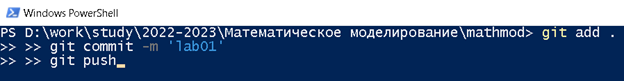 Windows PowerShell
PS D:\work\study\2022-2023\Математическое моделирование\mathmod> git add .
>> >> git commit -m 'lab01'
>> >> git push